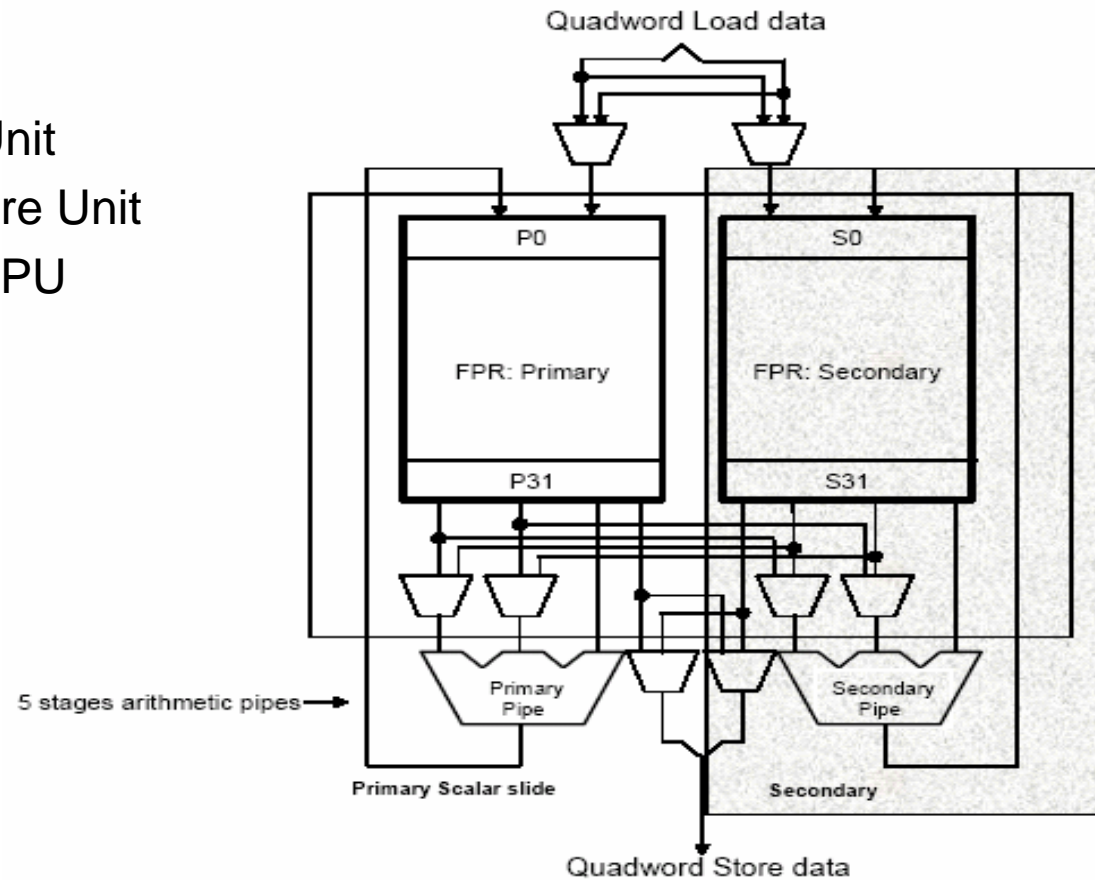 Quadword Load data
re Unit
PU
P0
S0
FPR: Primary
FPR: Secondary
P31
S31
5 stages arithmetic pipes
Primary
Pipe
Secondary
Pipe
Primary Scalar slide
Secondary
Quadword Store data